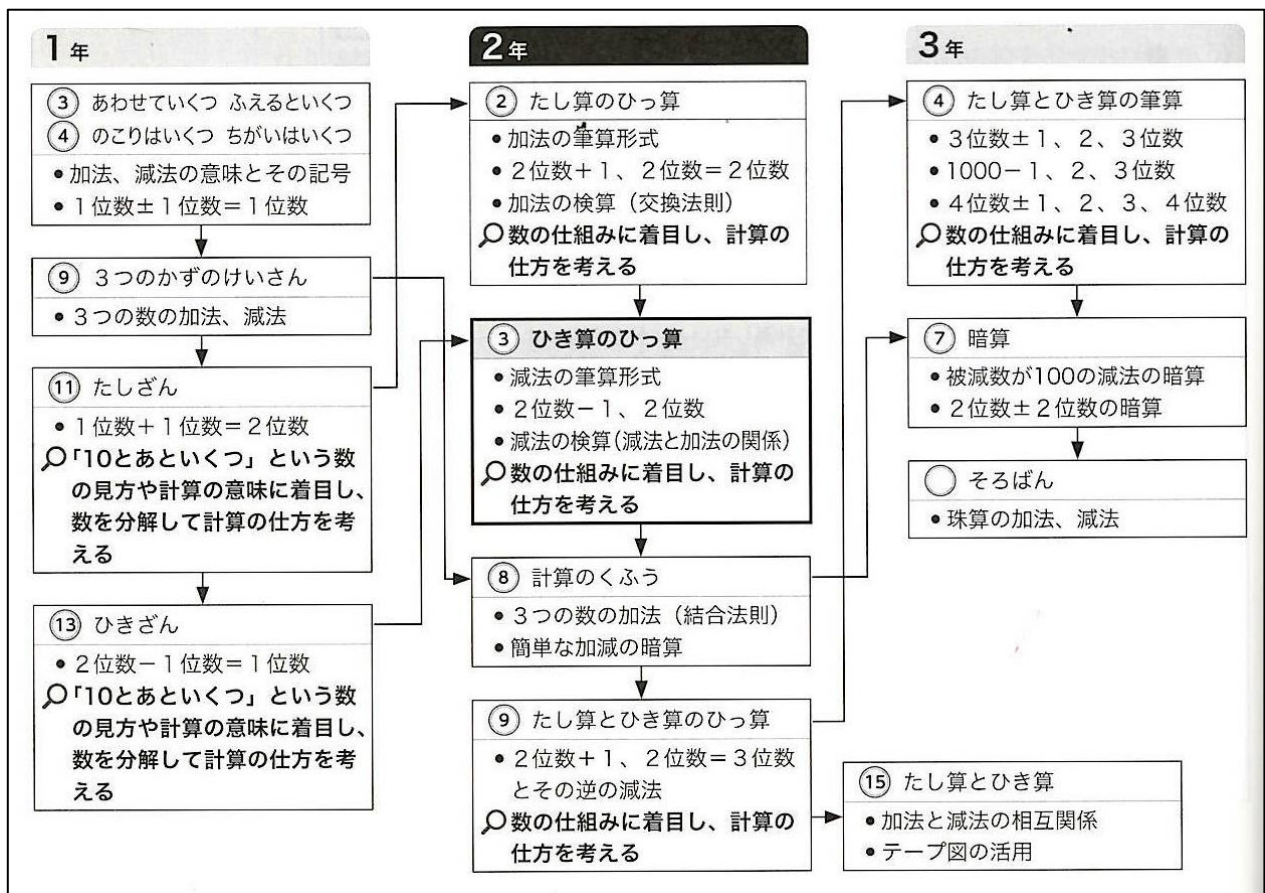 1年
③ あわせていくつ ふえるといくつ
④ のこりはいくつ ちがいはいくつ
•加法、減法の意味とその記号
•1位数±1位数=1位数
⑨ 3つのかずのけいさん
•3つの数の加法、減法
⑪ たしざん
•1位数+1位数=2位数
「10とあといくつ」という数
の見方や計算の意味に着目し、
数を分解して計算の仕方を考
える
⑬ ひきざん
•2位数-1位数=1位数
「10とあといくつ」という数
の見方や計算の意味に着目し、
数を分解して計算の仕方を考
える
2年
② たし算のひっ算
•加法の筆算形式
•2位数+1、2位数=2位数
•加法の検算(交換法則)
数の仕組みに着目し、計算の
仕方を考える
③ ひき算のひっ算
•減法の筆算形式
•2位数-1、2位数
•減法の検算(減法と加法の関係)
数の仕組みに着目し、計算の
仕方を考える
⑧ 計算のくふう
•3つの数の加法(結合法則)
•簡単な加減の暗算
⑨ たし算とひき算のひっ算
•2位数+1、2位数=3位数
とその逆の減法
数の仕組みに着目し、計算の
仕方を考える
⑮ たし算とひき算
•加法と減法の相互関係
•テープ図の活用
3年
④ たし算とひき算の筆算
•3位数±1、2、3位数
•1000-1、2、3位数
•4位数±1、2、3、4位数
数の仕組みに着目し、計算の
仕方を考える
⑦ 暗算
•被減数が100の減法の暗算
•2位数±2位数の暗算
◯ そろばん
•珠算の加法、減法